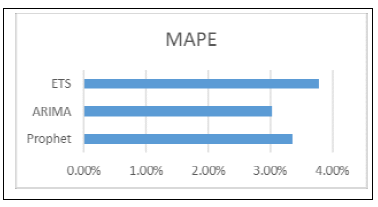 MAPE
ETS
ARIMA
Prophet
0.00% 1.00% 2.00% 3.00% 4.00%